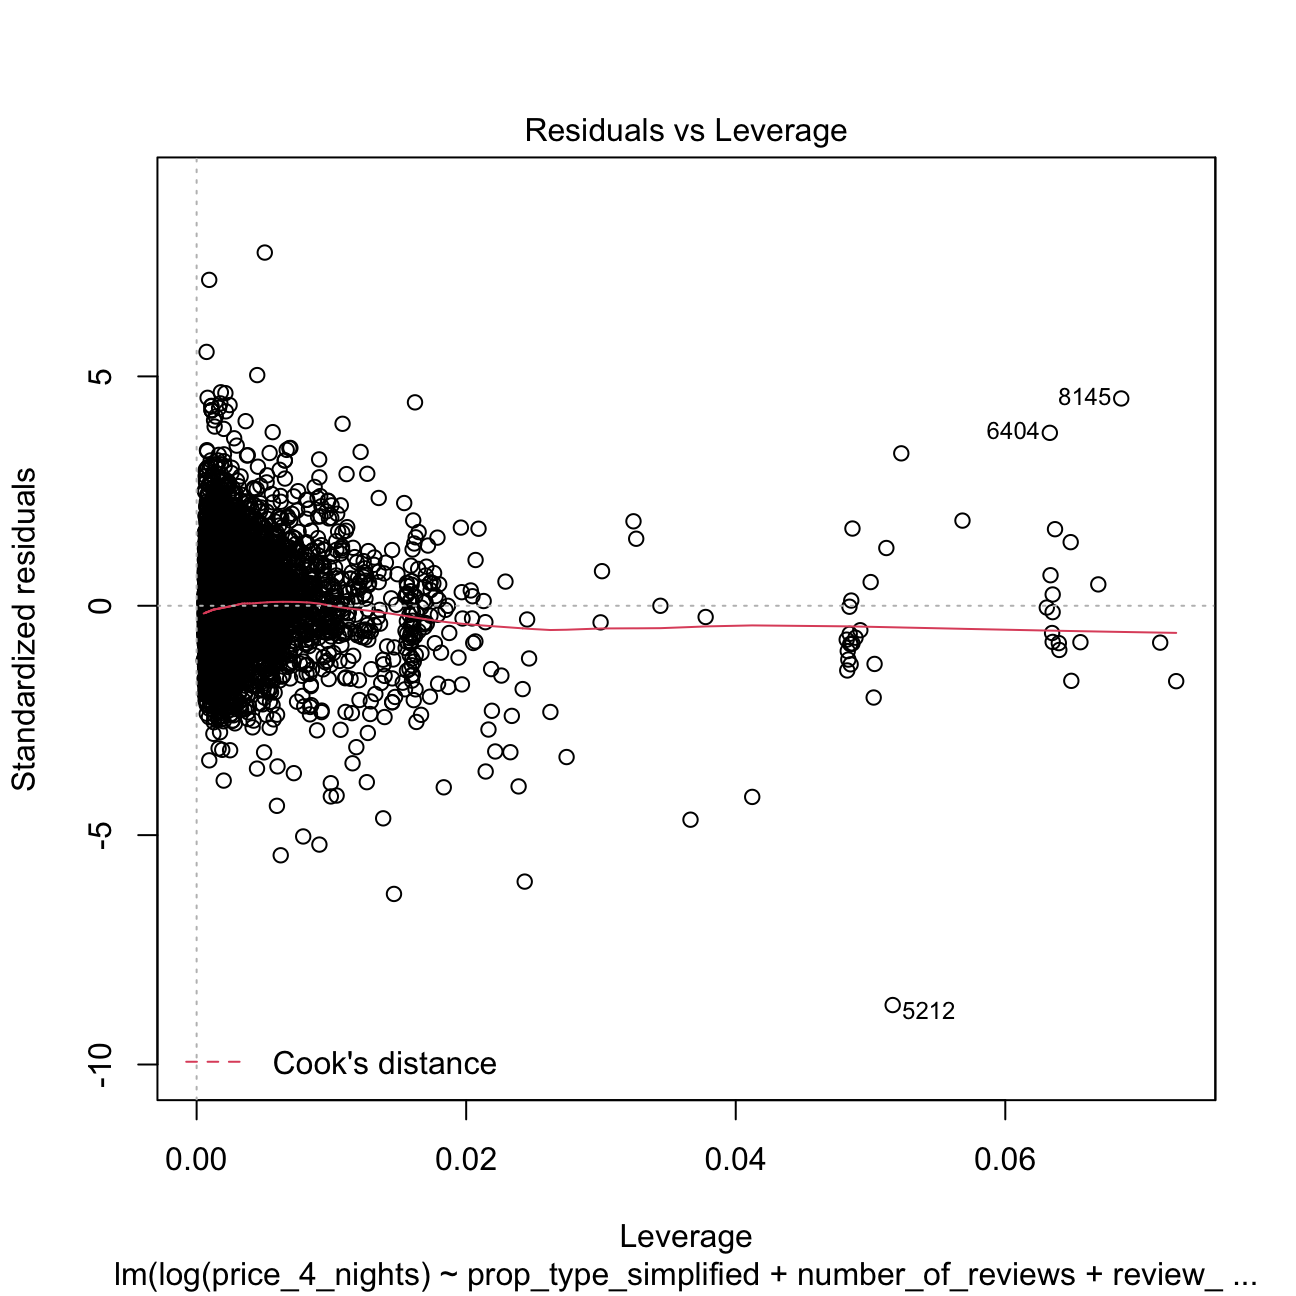 Residuals vs Leverage
Standardized residuals
5
0
-5
-10
8145
6404
5212
Cook's distance
0.00
0.02
0.04
0.06
Leverage
lm(log(price_4_nights) ~ prop_type_simplified + number_of_reviews + review_ ...